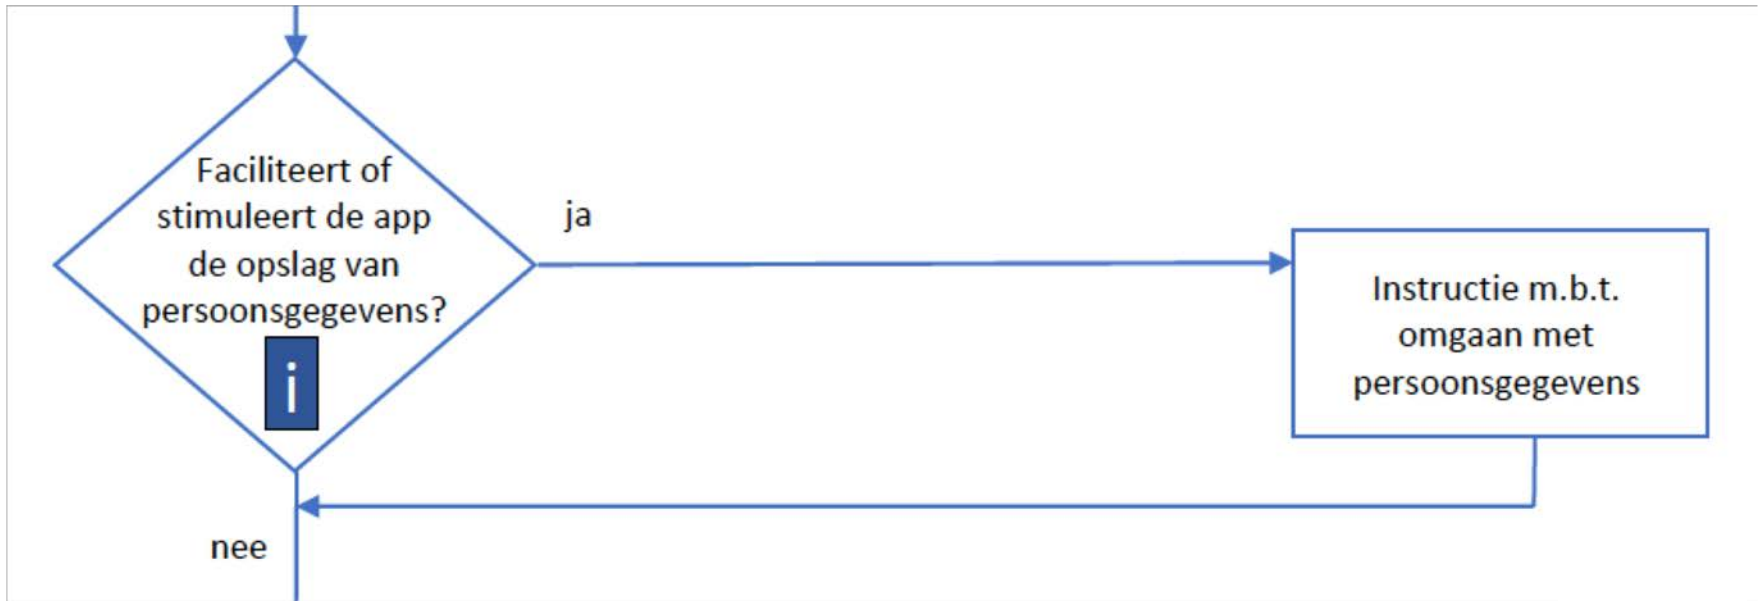 Faciliteert of
stimuleert de app
de opslag van
persoonsgegevens?
i
ja
Instructie m.b.t.
omgaan met
persoonsgegevens
nee